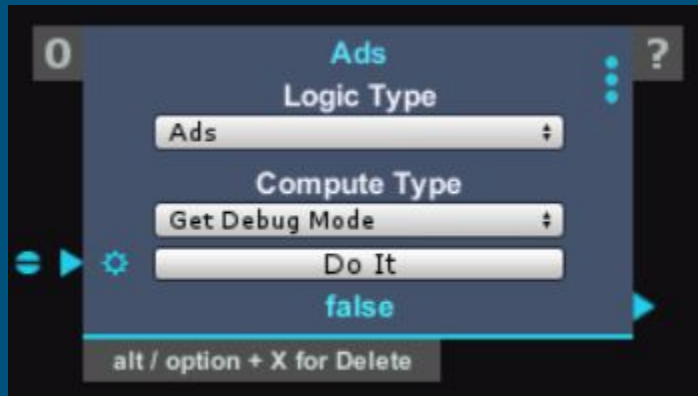 0
Ads
?
Logic Type
Ads
Compute Type
Get Debug Mode
Do It
false
alt / option + X for Delete